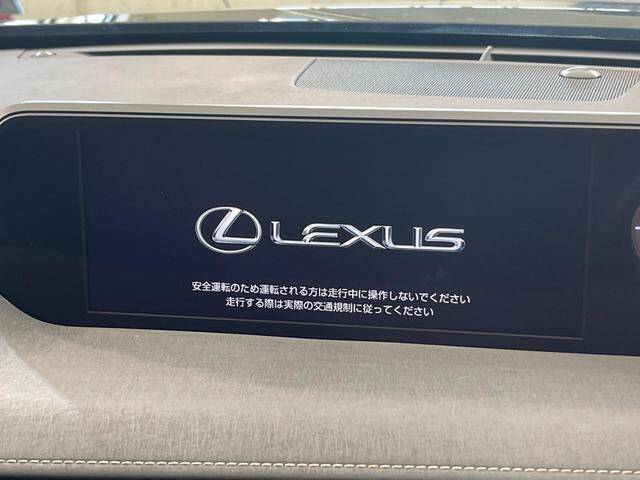 LEXUS
安全運転のため運転される方は走行中に操作しないでください
走行する際は実際の交通規制に従ってください